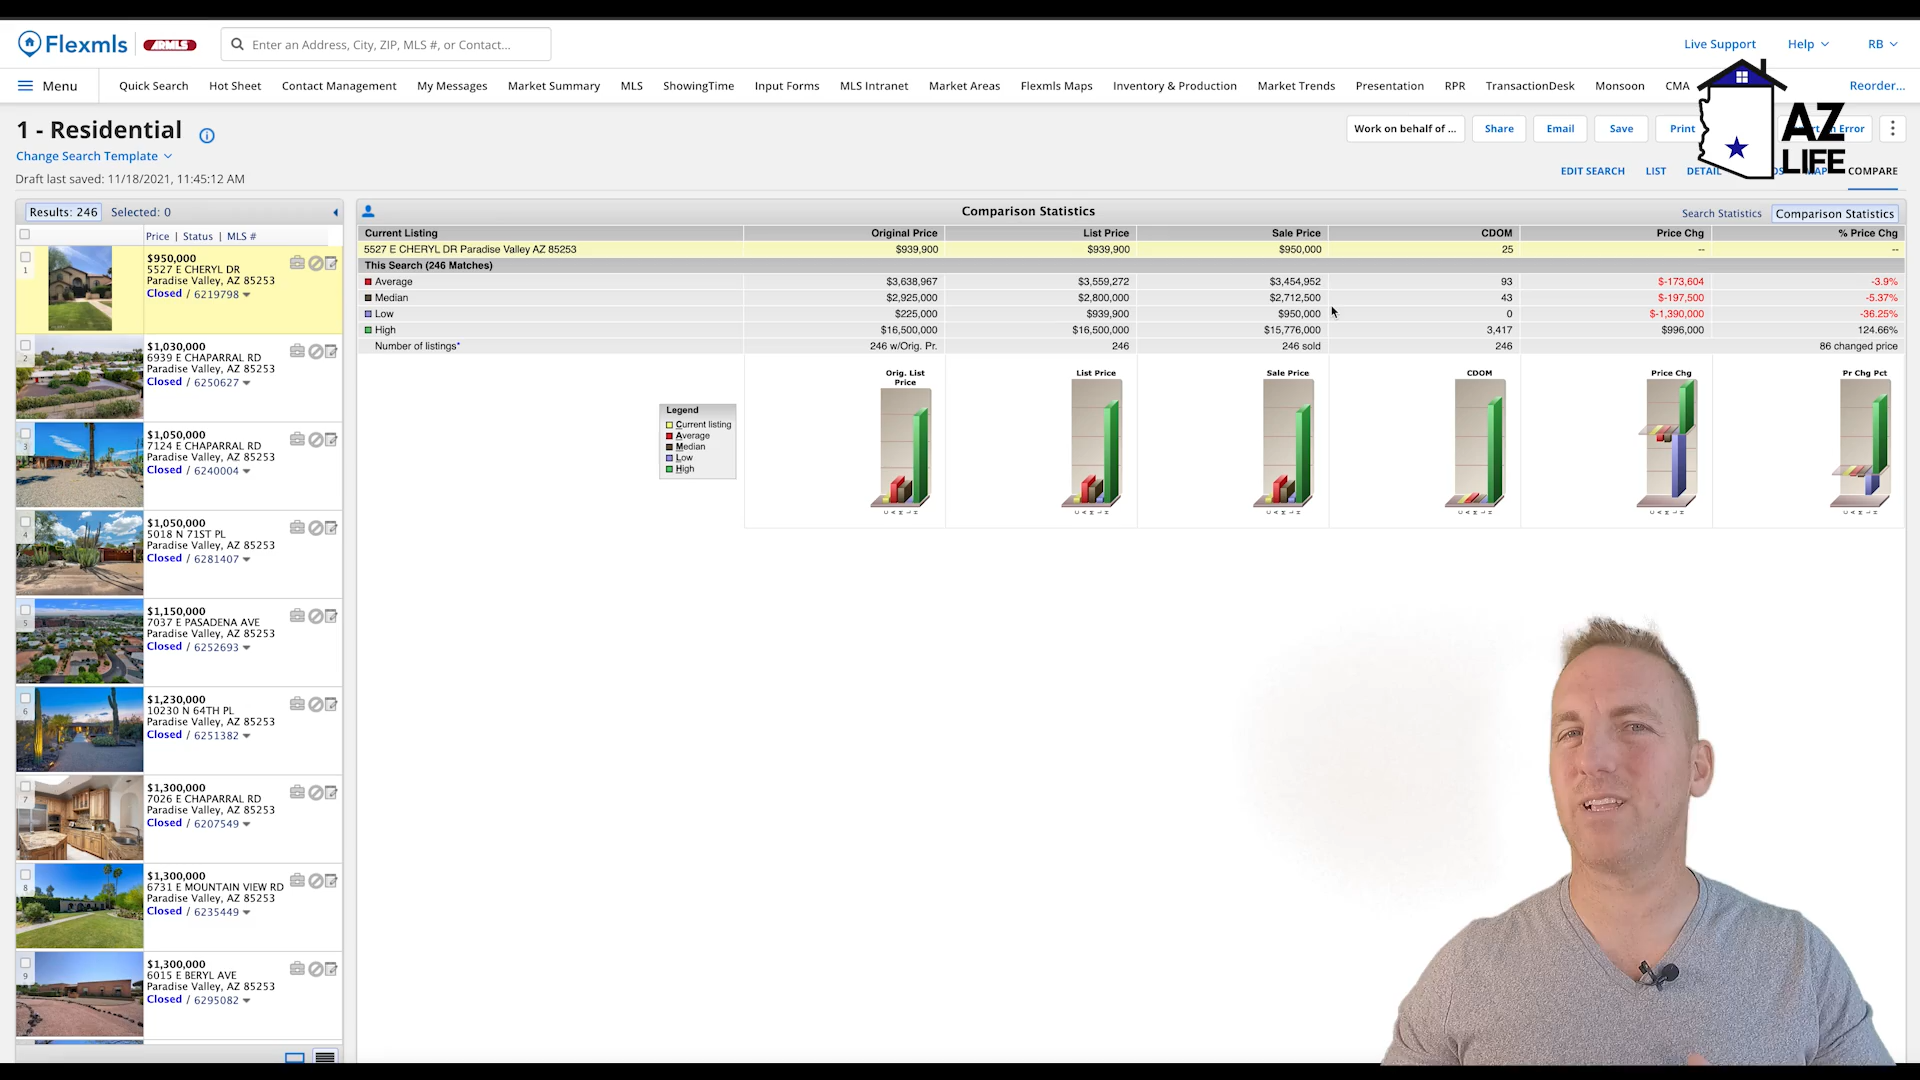 Flexmls
ARMLS
Enter an Address, City, ZIP, MLS #, or Contact...
Live Support
Help
RB
Menu
Quick Search
Hot Sheet
Contact Management
My Messages
Market Summary
MLS
ShowingTime
Input Forms
MLS Intranet
Market Areas
Flexmls Maps
Inventory & Production
Market Trends
Presentation
RPR
TransactionDesk
Monsoon
CMA
Reorder...
AZ
LIFE
1 - Residential
Work on behalf of ...
Share
Email
Save
Print
Error
Change Search Template
Draft last saved: 11/18/2021, 11:45:12 AM
EDIT SEARCH
LIST
DETAIL
COMPARE
Results: 246
Selected: 0
Price | Status | MLS #
1
$950,000
5527 E CHERYL DR
Paradise Valley, AZ 85253
Closed / 6219798
2
$1,030,000
6939 E CHAPARRAL RD
Paradise Valley, AZ 85253
Closed / 6250627
3
$1,050,000
7124 E CHAPARRAL RD
Paradise Valley, AZ 85253
Closed / 6240004
4
$1,050,000
5018 N 71ST PL
Paradise Valley, AZ 85253
Closed / 6281407
5
$1,150,000
7037 E PASADENA AVE
Paradise Valley, AZ 85253
Closed / 6252693
6
$1,230,000
10230 N 64TH PL
Paradise Valley, AZ 85253
Closed / 6251382
7
$1,300,000
7026 E CHAPARRAL RD
Paradise Valley, AZ 85253
Closed / 6207549
8
$1,300,000
6731 E MOUNTAIN VIEW RD
Paradise Valley, AZ 85253
Closed / 6235449
9
$1,300,000
6015 E BERYL AVE
Paradise Valley, AZ 85253
Closed / 6295082
Comparison Statistics
Search Statistics
Comparison Statistics
Current Listing Original Price List Price Sale Price CDOM Price Chg % Price Chg
5527 E CHERYL DR Paradise Valley AZ 85253 $939,900 $939,900 $950,000 25 -- --
This Search (246 Matches)
Average $3,638,967 $3,559,272 $3,454,952 93 $-173,604 -3.9%
Median $2,925,000 $2,800,000 $2,712,500 43 $-197,500 -5.37%
Low $225,000 $939,900 $950,000 0 $-1,390,000 -36.25%
High $16,500,000 $16,500,000 $15,776,000 3,417 $996,000 124.66%
Number of listings* 246 w/Orig. Pr. 246 246 sold 246 86 changed price
Legend
Current listing
Average
Median
Low
High
Orig. List
Price
C A M L H
List Price
C A M L H
Sale Price
C A M L H
CDOM
C A M L H
Price Chg
C A M L H
Pr Chg Pct
C A M L H